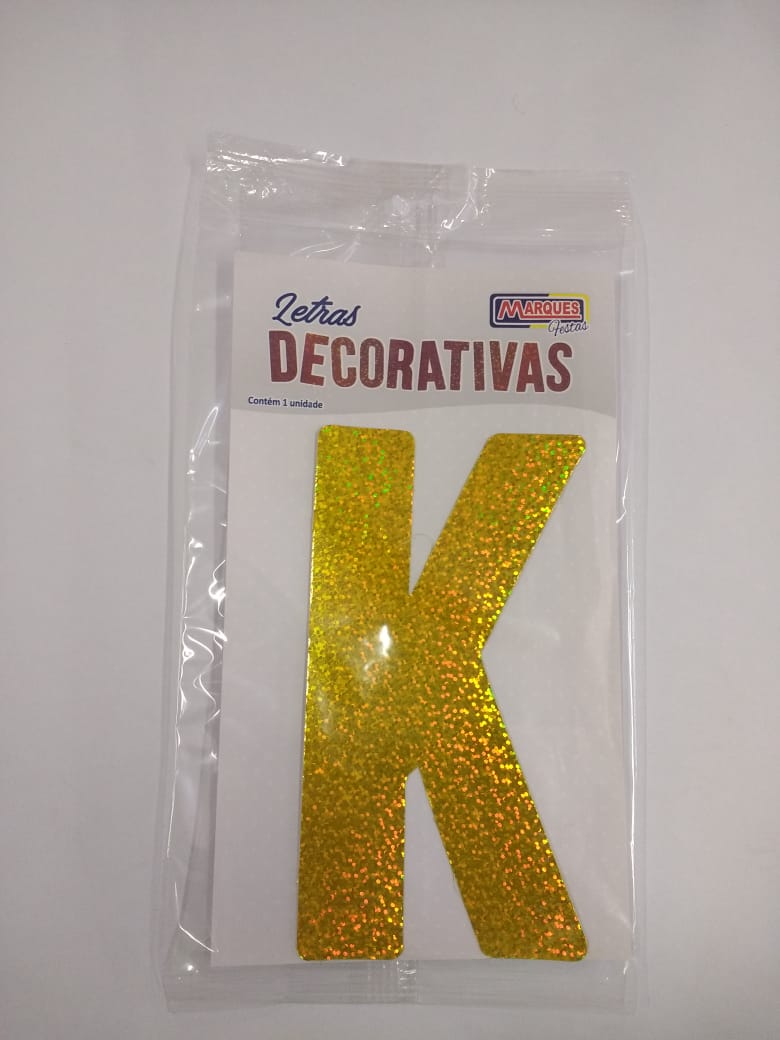 Letras
MARQUES
Festas
DECORATIVAS
Contém 1 unidade
K